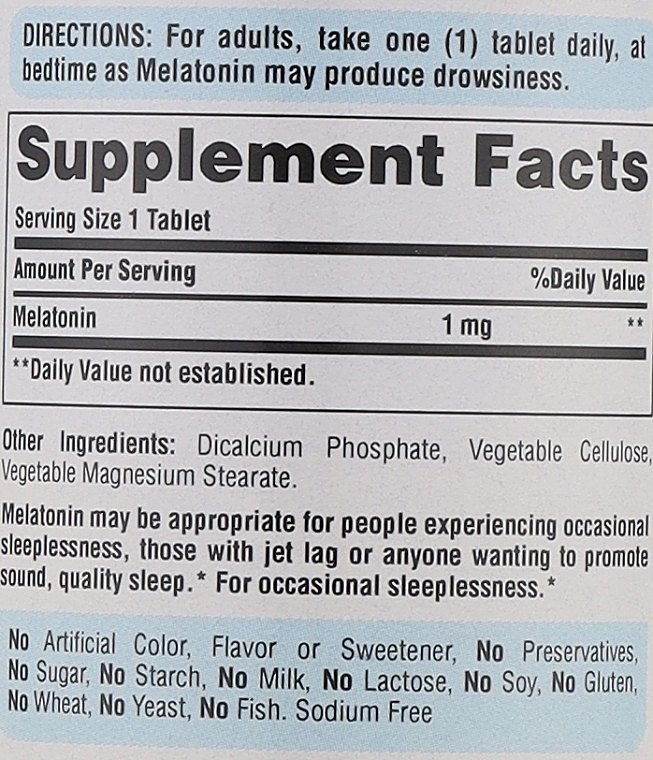 DIRECTIONS: For adults, take one (1) tablet daily, at
bedtime as Melatonin may produce drowsiness.
Supplement Facts
Serving Size 1 Tablet
Amount Per Serving %Daily Value
Melatonin 1 mg **
**Daily Value not established.
Other Ingredients: Dicalcium Phosphate, Vegetable Cellulose,
Vegetable Magnesium Stearate.
Melatonin may be appropriate for people experiencing occasional
sleeplessness, those with jet lag or anyone wanting to promote
sound, quality sleep.* For occasional sleeplessness.*
No Artificial Color, Flavor or Sweetener, No Preservatives,
No Sugar, No Starch, No Milk, No Lactose, No Soy, No Gluten,
No Wheat, No Yeast, No Fish. Sodium Free